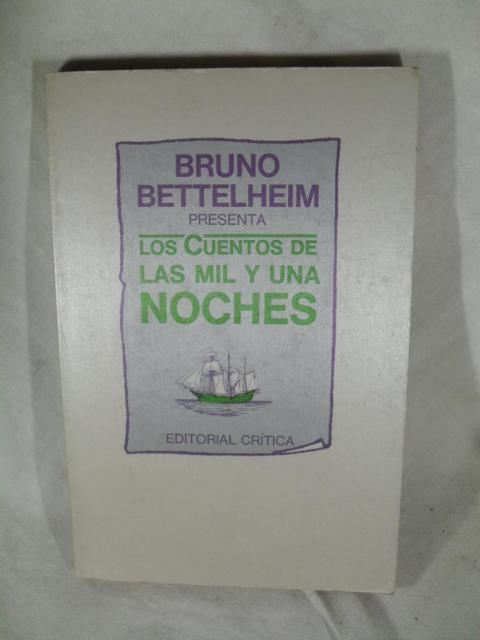 BRUNO
BETTELHEIM
PRESENTA
LOS CUENTOS DE
LAS MIL Y UNA
NOCHES
EDITORIAL CRÍTICA